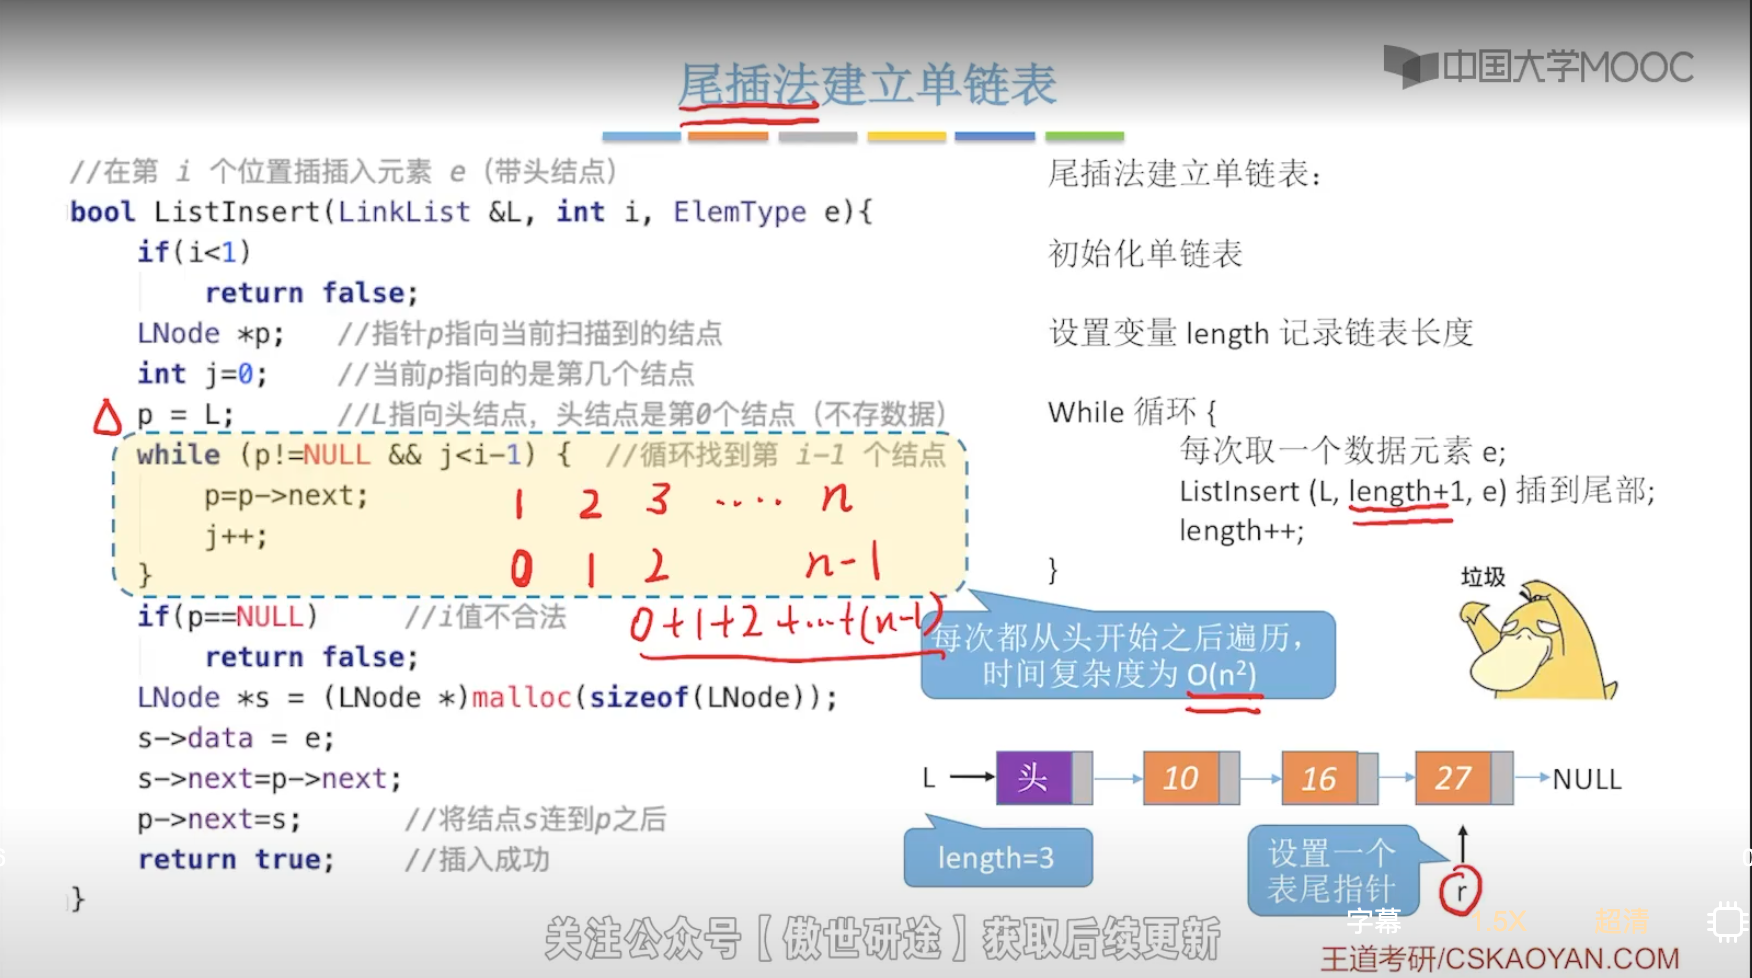 中国大学MOOC
尾插法建立单链表
//在第 i 个位置插插入元素 e（带头结点）
bool ListInsert(LinkList &L, int i, ElemType e){
if(i<1)
return false;
LNode *p; //指针p指向当前扫描到的结点
int j=0; //当前p指向的是第几个结点
p = L; //L指向头结点，头结点是第0个结点（不存数据）
while (p!=NULL && j<i-1) { //循环找到第 i-1 个结点
p=p->next;
j++;
}
1 2 3 ···· n
0 1 2 n-1
0+1+2+···+(n-1)
if(p==NULL) //i值不合法
return false;
LNode *s = (LNode *)malloc(sizeof(LNode));
s->data = e;
s->next=p->next;
p->next=s; //将结点s连到p之后
return true; //插入成功
}
尾插法建立单链表：
初始化单链表
设置变量 length 记录链表长度
While 循环 {
每次取一个数据元素 e;
ListInsert (L, length+1, e) 插到尾部;
length++;
}
垃圾
每次都从头开始之后遍历，
时间复杂度为 O(n²)
L 头 10 16 27 NULL
length=3
设置一个
表尾指针
r
字幕 1.5X 超清
关注公众号【傲世研途】获取后续更新
王道考研/CSKAOYAN.COM